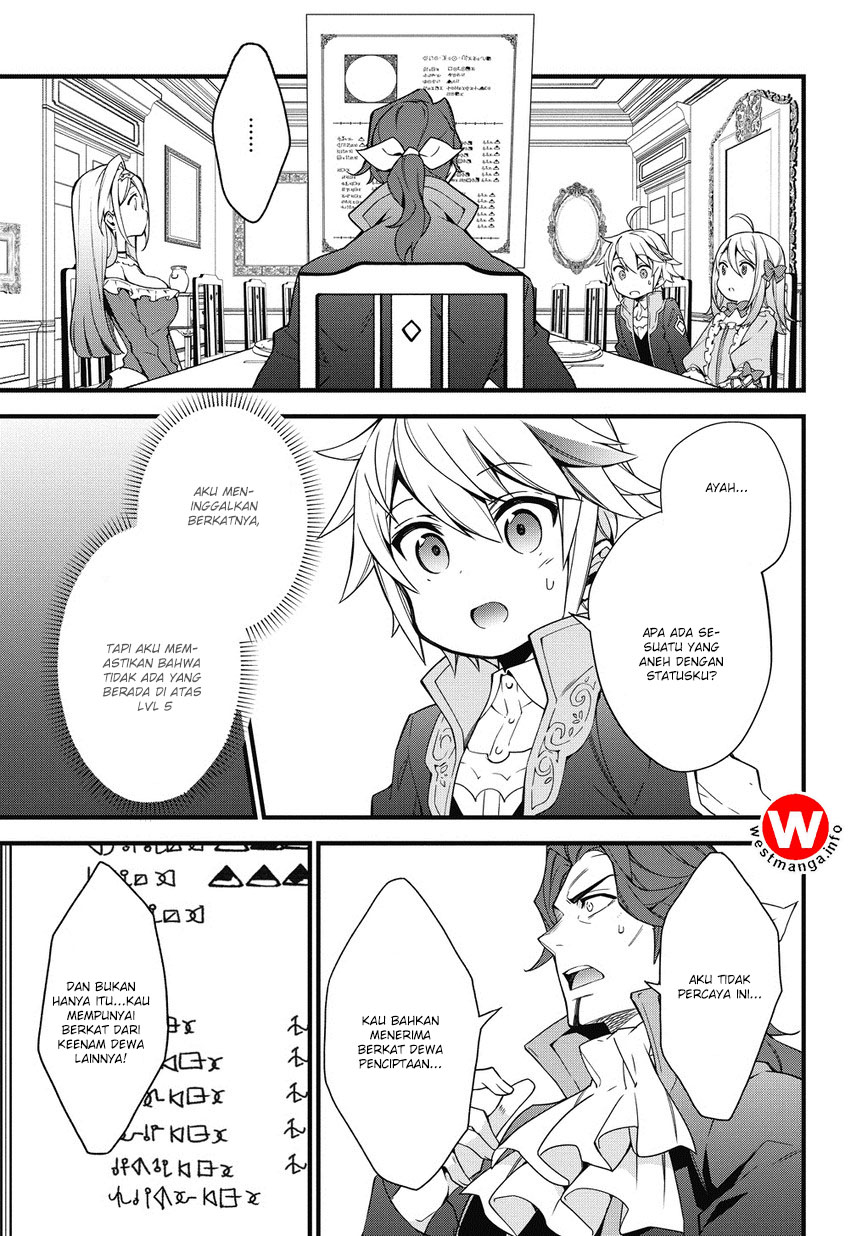 ........
AYAH...
APA ADA SE-
SUATU YANG
ANEH DENGAN
STATUSKU?
AKU MEN-
INGGALKAN
BERKATNYA,
TAPI AKU MEM-
ASTIKAN BAHWA
TIDAK ADA YANG
BERADA DI ATAS
LVL 5
W
westmanga.info
AKU TIDAK
PERCAYA INI...
KAU BAHKAN
MENERIMA
BERKAT DEWA
PENCIPTAAN...
DAN BUKAN
HANYA ITU...KAU
MEMPUNYAI
BERKAT DARI
KEENAM DEWA
LAINNYA!